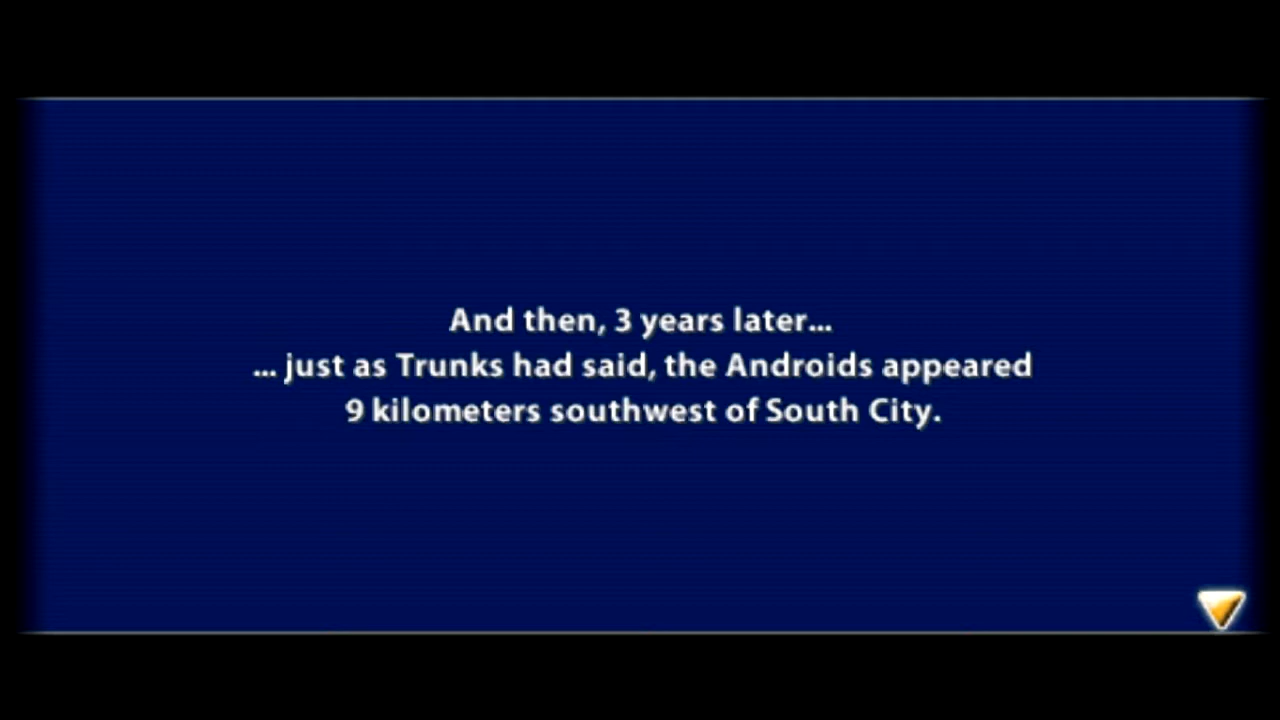 And then, 3 years later...
... just as Trunks had said, the Androids appeared
9 kilometers southwest of South City.